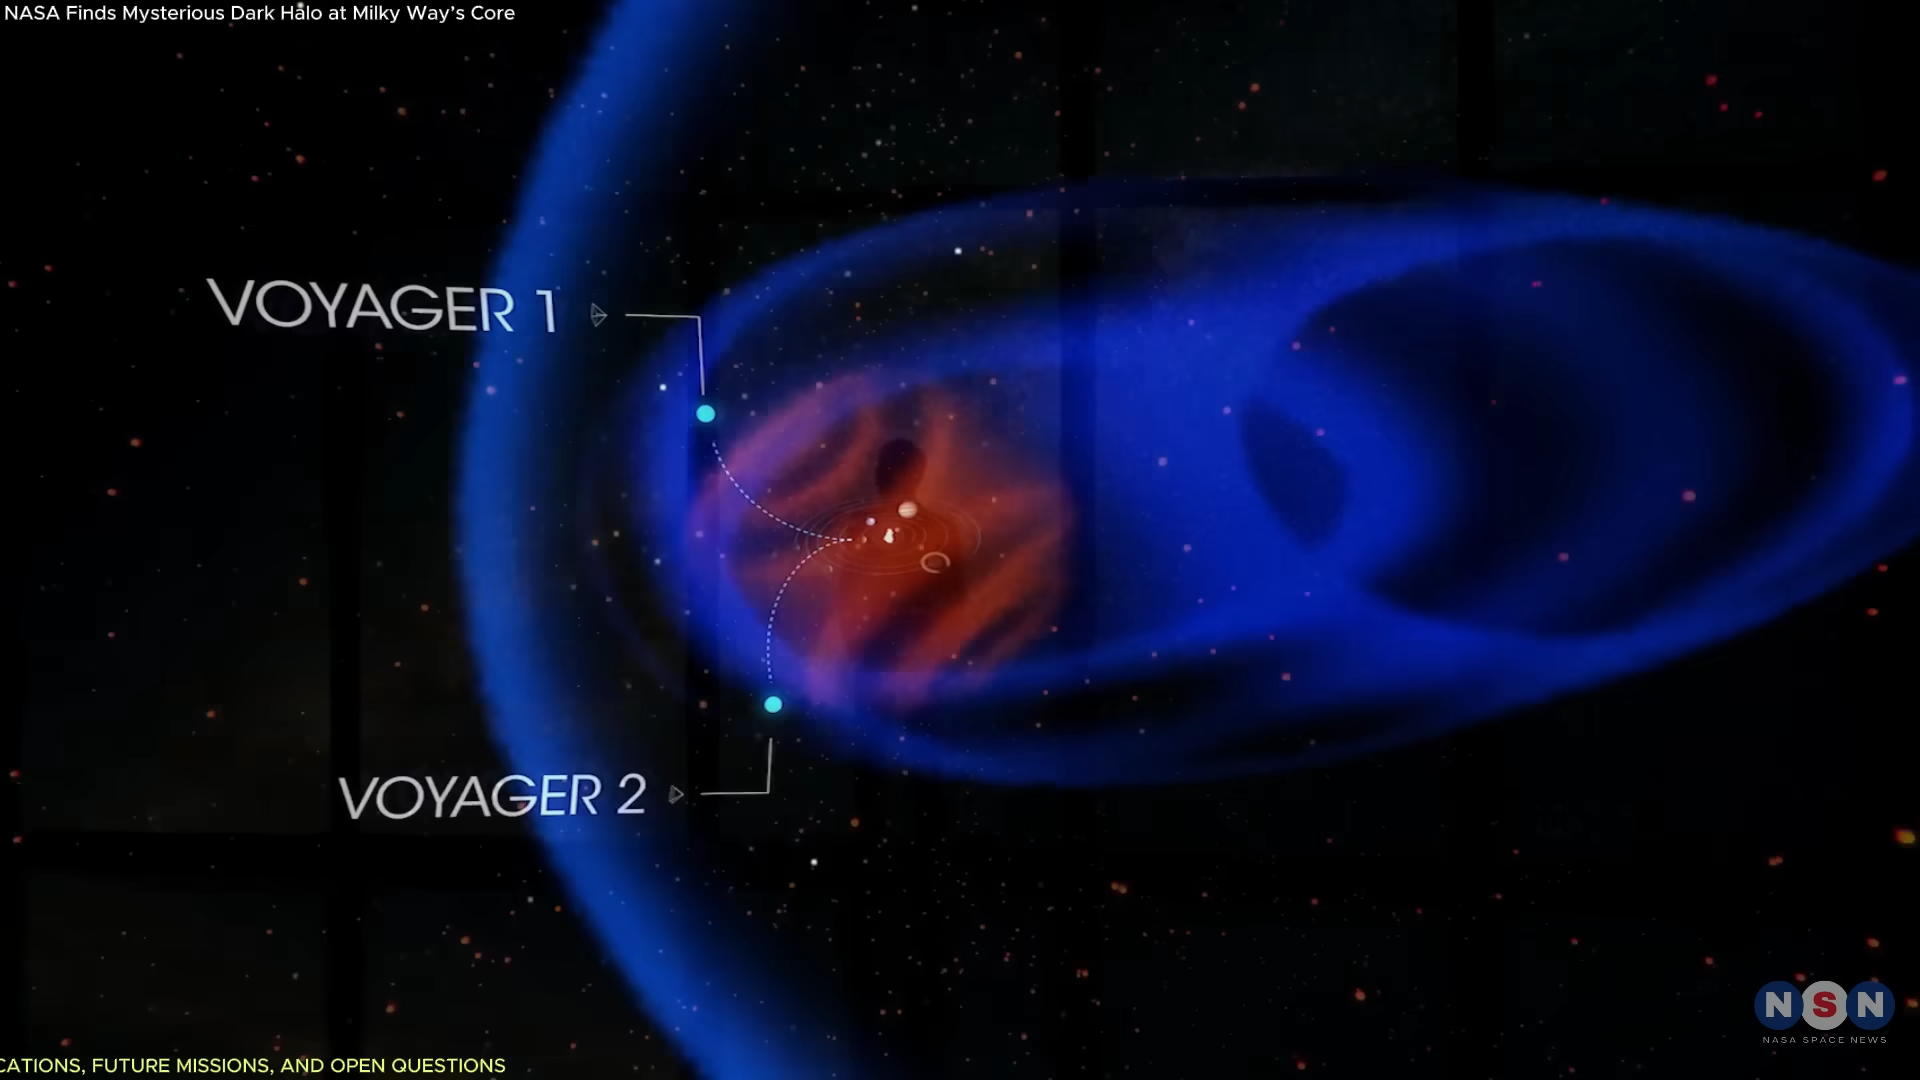 NASA Finds Mysterious Dark Halo at Milky Way's Core
VOYAGER 1
VOYAGER 2
NSN
NASA SPACE NEWS
CATIONS, FUTURE MISSIONS, AND OPEN QUESTIONS